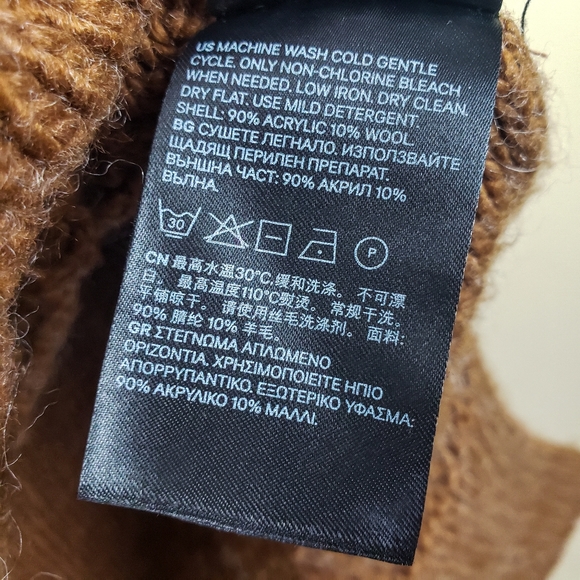 US MACHINE WASH COLD GENTLE
CYCLE. ONLY NON-CHLORINE BLEACH
WHEN NEEDED. LOW IRON. DRY CLEAN.
DRY FLAT. USE MILD DETERGENT
SHELL: 90% ACRYLIC 10% WOOL
BG СУШЕТЕ ЛЕГНАЛО. ИЗПОЛЗВАЙТЕ
ЩАДЯЩ ПЕРИЛЕН ПРЕПАРАТ.
ВЪНШНА ЧАСТ: 90% АКРИЛ 10%
ВЪЛНА.
30 P
CN 最高水温30°C,缓和洗涤. 不可漂
白. 最高温度110°C熨烫. 常规干洗.
平铺晾干. 请使用丝毛洗涤剂. 面料:
90% 腈纶 10% 羊毛.
GR ΣΤΕΓΝΩΜΑ ΑΠΛΩΜΕΝΟ
ΟΡΙΖΟΝΤΙΑ. ΧΡΗΣΙΜΟΠΟΙΕΙΤΕ ΗΠΙΟ
ΑΠΟΡΡΥΠΑΝΤΙΚΟ. ΕΞΩΤΕΡΙΚΟ ΥΦΑΣΜΑ:
90% ΑΚΡΥΛΙΚΟ 10% ΜΑΛΛΙ.